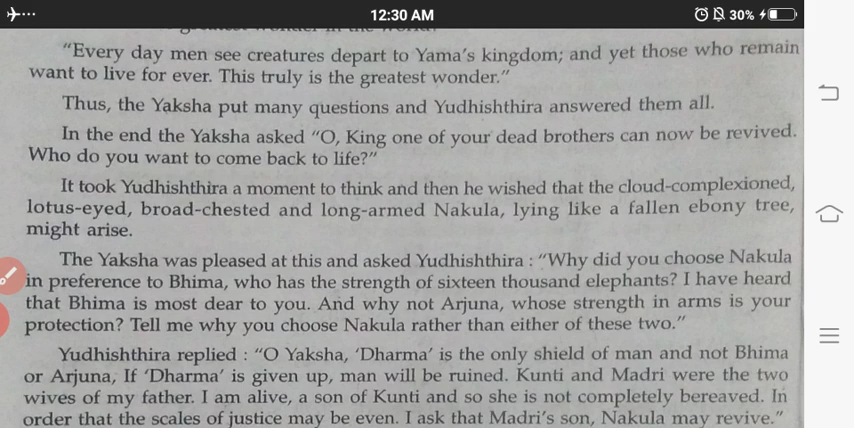 12:30 AM
30%
"Every day men see creatures depart to Yama's kingdom; and yet those who remain
want to live for ever. This truly is the greatest wonder."
Thus, the Yaksha put many questions and Yudhishthira answered them all.
In the end the Yaksha asked "O, King one of your dead brothers can now be revived.
Who do you want to come back to life?"
It took Yudhishthira a moment to think and then he wished that the cloud-complexioned,
lotus-eyed, broad-chested and long-armed Nakula, lying like a fallen ebony tree,
might arise.
The Yaksha was pleased at this and asked Yudhishthira : "Why did you choose Nakula
in preference to Bhima, who has the strength of sixteen thousand elephants? I have heard
that Bhima is most dear to you. And why not Arjuna, whose strength in arms is your
protection? Tell me why you choose Nakula rather than either of these two."
Yudhishthira replied : "O Yaksha, 'Dharma' is the only shield of man and not Bhima
or Arjuna, If 'Dharma' is given up, man will be ruined. Kunti and Madri were the two
wives of my father. I am alive, a son of Kunti and so she is not completely bereaved. In
order that the scales of justice may be even. I ask that Madri's son, Nakula may revive."